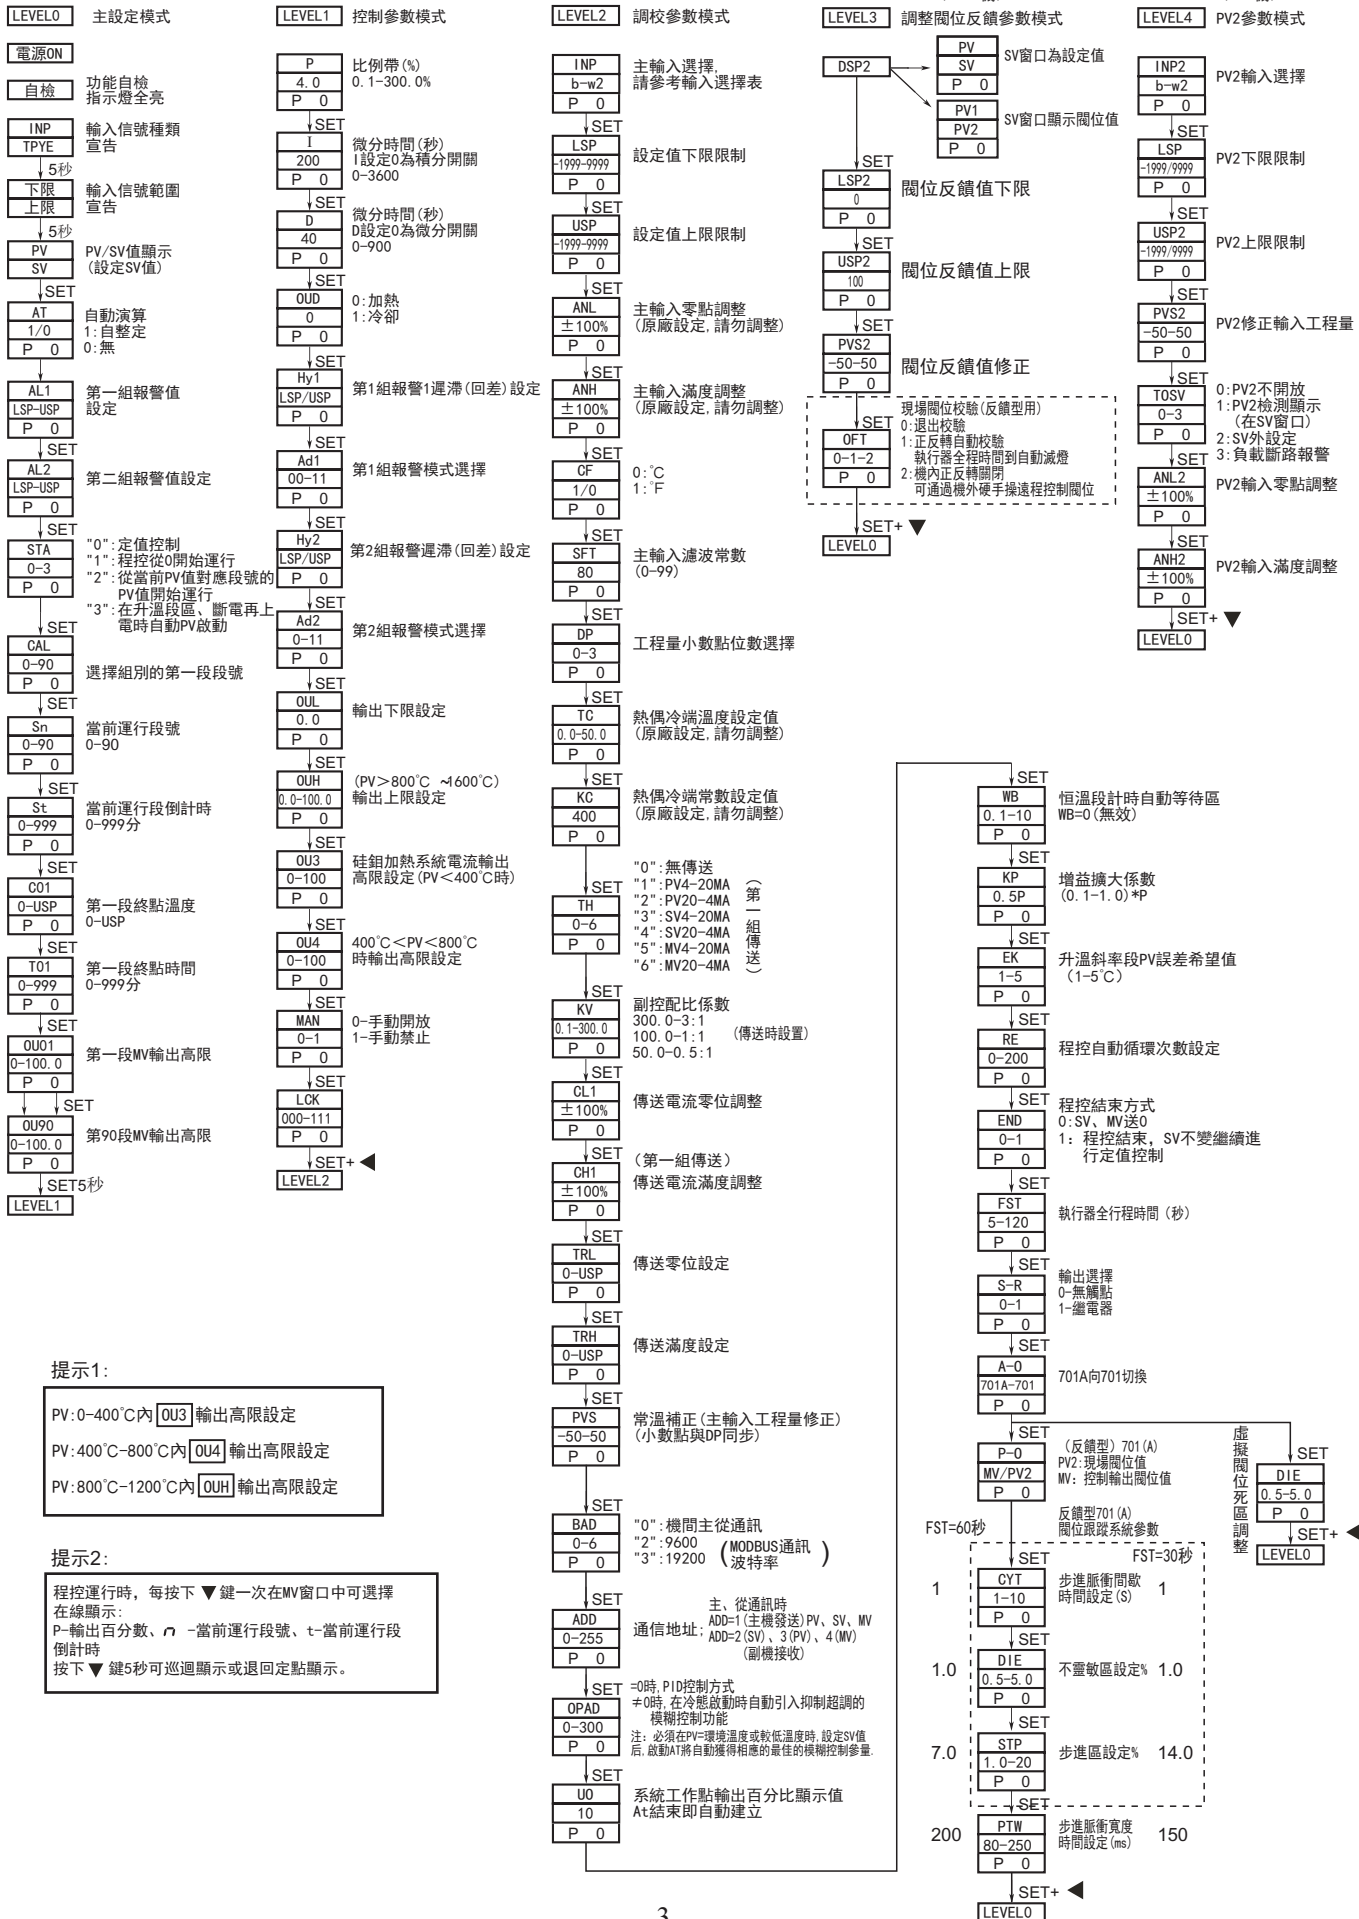 LEVEL0 主設定模式
電源ON
自檢
功能自檢
指示燈全亮
INP
TPYE
輸入信號種類
宣告
5秒
下限
上限
輸入信號範圍
宣告
5秒
PV
SV
PV/SV值顯示
(設定SV值)
SET
AT
1/0
P 0
自動演算
1:自整定
0:無
AL1
LSP-USP
P 0
第一組報警值
設定
SET
AL2
LSP-USP
P 0
第二組報警值設定
SET
STA
0-3
P 0
"0":定值控制
"1":程控從0開始運行
"2":從當前PV值對應段號的
PV值開始運行
"3":在升溫段區、斷電再上
電時自動PV啟動
SET
CAL
0-90
P 0
選擇組別的第一段段號
SET
Sn
0-90
P 0
當前運行段號
0-90
SET
St
0-999
P 0
當前運行段倒計時
0-999分
SET
C01
0-USP
P 0
第一段終點溫度
0-USP
SET
T01
0-999
P 0
第一段終點時間
0-999分
SET
OU01
0-100.0
P 0
第一段MV輸出高限
SET
OU90
0-100.0
P 0
第90段MV輸出高限
SET5秒
LEVEL1
LEVEL1 控制參數模式
P
4.0
P 0
比例帶(%)
0.1-300.0%
SET
I
200
P 0
微分時間(秒)
I設定0為積分開關
0-3600
SET
D
40
P 0
微分時間(秒)
D設定0為微分開關
0-900
SET
OUD
0
P 0
0:加熱
1:冷卻
SET
Hy1
LSP/USP
P 0
第1組報警1遲滯(回差)設定
SET
Ad1
00-11
P 0
第1組報警模式選擇
SET
Hy2
LSP/USP
P 0
第2組報警遲滯(回差)設定
SET
Ad2
0-11
P 0
第2組報警模式選擇
SET
OUL
0.0
P 0
輸出下限設定
SET
OUH
0.0-100.0
P 0
(PV＞800℃ ~1600℃)
輸出上限設定
SET
OU3
0-100
P 0
硅鉬加熱系統電流輸出
高限設定(PV＜400℃時)
SET
OU4
0-100
P 0
400℃＜PV＜800℃
時輸出高限設定
SET
MAN
0-1
P 0
0-手動開放
1-手動禁止
SET
LCK
000-111
P 0
SET+ ◀
LEVEL2
LEVEL2 調校參數模式
INP
b-w2
P 0
主輸入選擇,
請參考輸入選擇表
SET
LSP
-1999-9999
P 0
設定值下限限制
SET
USP
-1999-9999
P 0
設定值上限限制
SET
ANL
±100%
P 0
主輸入零點調整
(原廠設定,請勿調整)
SET
ANH
±100%
P 0
主輸入滿度調整
(原廠設定,請勿調整)
SET
CF
1/0
P 0
0:℃
1:℉
SET
SFT
80
P 0
主輸入濾波常數
(0-99)
SET
DP
0-3
P 0
工程量小數點位數選擇
SET
TC
0.0-50.0
P 0
熱偶冷端溫度設定值
(原廠設定,請勿調整)
SET
KC
400
P 0
熱偶冷端常數設定值
(原廠設定,請勿調整)
SET
TH
0-6
P 0
"0":無傳送
"1":PV4-20MA
"2":PV20-4MA
"3":SV4-20MA
"4":SV20-4MA
"5":MV4-20MA
"6":MV20-4MA
(第一組傳送)
SET
KV
0.1-300.0
P 0
副控配比係數
300.0-3:1
100.0-1:1 (傳送時設置)
50.0-0.5:1
SET
CL1
±100%
P 0
傳送電流零位調整
SET
CH1
±100%
P 0
(第一組傳送)
傳送電流滿度調整
SET
TRL
0-USP
P 0
傳送零位設定
SET
TRH
0-USP
P 0
傳送滿度設定
SET
PVS
-50-50
P 0
常溫補正(主輸入工程量修正)
(小數點與DP同步)
SET
BAD
0-6
P 0
"0":機間主從通訊
"2":9600
"3":19200
(MODBUS通訊
波特率)
SET
ADD
0-255
P 0
通信地址;
主、從通訊時
ADD=1(主機發送)PV、SV、MV
ADD=2(SV)、3(PV)、4(MV)
(副機接收)
SET
OPAD
0-300
P 0
=0時,PID控制方式
≠0時,在冷態啟動時自動引入抑制超調的
模糊控制功能
注: 必須在PV=環境溫度或較低溫度時,設定SV值
后,啟動AT將自動獲得相應的最佳的模糊控制參量.
SET
U0
10
P 0
系統工作點輸出百分比顯示值
At結束即自動建立
LEVEL3 調整閥位反饋參數模式
DSP2
PV
SV
P 0
SV窗口為設定值
PV1
PV2
P 0
SV窗口顯示閥位值
SET
LSP2
0
P 0
閥位反饋值下限
SET
USP2
100
P 0
閥位反饋值上限
SET
PVS2
-50-50
P 0
閥位反饋值修正
SET
OFT
0-1-2
P 0
現場閥位校驗(反饋型用)
0:退出校驗
1:正反轉自動校驗
執行器全程時間到自動滅燈
2:機內正反轉關閉
可通過機外硬手操遠程控制閥位
SET+ ▼
LEVEL0
LEVEL4 PV2參數模式
INP2
b-w2
P 0
PV2輸入選擇
SET
LSP
-1999/9999
P 0
PV2下限限制
SET
USP2
-1999/9999
P 0
PV2上限限制
SET
PVS2
-50-50
P 0
PV2修正輸入工程量
SET
TOSV
0-3
P 0
0:PV2不開放
1:PV2檢測顯示
(在SV窗口)
2:SV外設定
3:負載斷路報警
SET
ANL2
±100%
P 0
PV2輸入零點調整
SET
ANH2
±100%
P 0
PV2輸入滿度調整
SET+ ▼
LEVEL0
SET
WB
0.1-10
P 0
恒溫段計時自動等待區
WB=0(無效)
SET
KP
0.5P
P 0
增益擴大係數
(0.1-1.0)*P
SET
EK
1-5
P 0
升溫斜率段PV誤差希望值
(1-5℃)
SET
RE
0-200
P 0
程控自動循環次數設定
SET
END
0-1
P 0
程控結束方式
0:SV、MV送0
1: 程控結束, SV不變繼續進
行定值控制
SET
FST
5-120
P 0
執行器全行程時間 (秒)
SET
S-R
0-1
P 0
輸出選擇
0-無觸點
1-繼電器
SET
A-0
701A-701
P 0
701A向701切換
SET
P-0
MV/PV2
P 0
(反饋型) 701(A)
PV2:現場閥位值
MV: 控制輸出閥位值
虛擬閥位死區調整
SET
DIE
0.5-5.0
P 0
SET+ ◀
LEVEL0
反饋型701(A)
閥位跟蹤系統參數
FST=60秒
FST=30秒
SET
CYT
1-10
P 0
步進脈衝間歇
時間設定(S)
1
1
SET
DIE
0.5-5.0
P 0
不靈敏區設定%
1.0
1.0
SET
STP
1.0-20
P 0
步進區設定%
7.0
14.0
SET
PTW
80-250
P 0
步進脈衝寬度
時間設定(ms)
200
150
SET+ ◀
LEVEL0
提示1:
PV:0-400℃內 OU3 輸出高限設定
PV:400℃-800℃內 OU4 輸出高限設定
PV:800℃-1200℃內 OUH 輸出高限設定
提示2:
程控運行時, 每按下 ▼ 鍵一次在MV窗口中可選擇
在線顯示:
P-輸出百分數、n -當前運行段號、t-當前運行段
倒計時
按下 ▼ 鍵5秒可巡迴顯示或退回定點顯示。
3